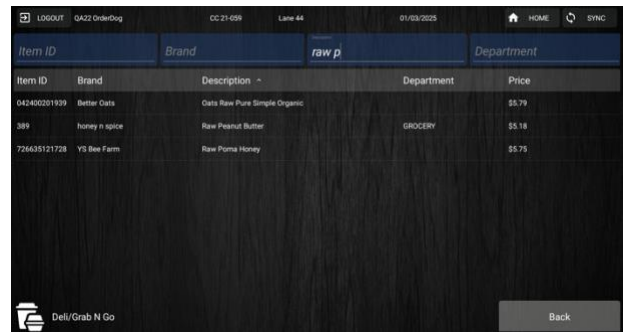 LOGOUT QA22 OrderDog CC 21-059 Lane 44 01/03/2025 HOME SYNC
Item ID Brand raw p Department
Item ID Brand Description Department Price
042400201939 Better Oats Oats Raw Pure Simple Organic $5.79
389 honey n spice Raw Peanut Butter GROCERY $5.18
726635121728 YS Bee Farm Raw Poma Honey $5.75
Deli/Grab N Go Back